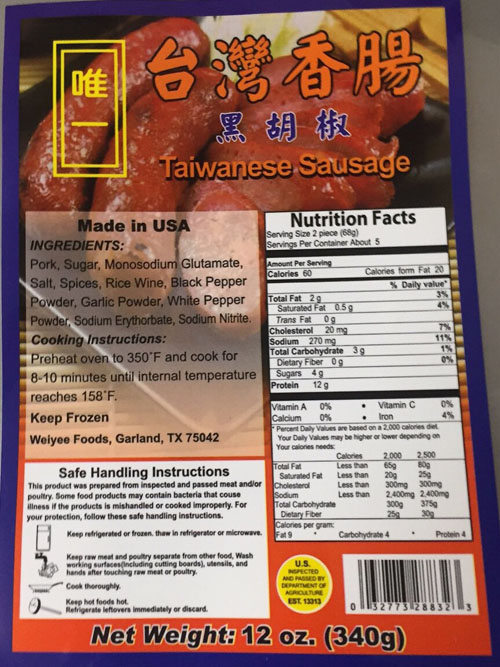 唯一
台灣香腸
黑胡椒
Taiwanese Sausage
Made in USA
INGREDIENTS:
Pork, Sugar, Monosodium Glutamate,
Salt, Spices, Rice Wine, Black Pepper
Powder, Garlic Powder, White Pepper
Powder, Sodium Erythorbate, Sodium Nitrite.
Cooking Instructions:
Preheat oven to 350°F and cook for
8-10 minutes until internal temperature
reaches 158°F.
Keep Frozen
Weiyee Foods, Garland, TX 75042
Safe Handling Instructions
This product was prepared from inspected and passed meat and/or
poultry. Some food products may contain bacteria that couse
illness if the products is mishandled or cooked improperly. For
your protection, follow these safe handling instructions.
Keep refrigerated or frozen. thaw in refrigerator or microwave.
Keep raw meat and poultry separate from other food, Wash
working surfaces(including cutting boards), utensils, and
hands after touching raw meat or poultry.
Cook thoroughly.
Keep hot foods hot.
Refrigerate leftovers immediately or discard.
Nutrition Facts
Serving Size 2 piece (68g)
Servings Per Container About 5
Amount Per Serving
Calories 60 Calories form Fat 20
% Daily value*
Total Fat 2 g 3%
Saturated Fat 0.5 g 4%
Trans Fat 0 g
Cholesterol 20 mg 7%
Sodium 270 mg 11%
Total Carbohydrate 3 g 1%
Dietary Fiber 0 g 0%
Sugars 4 g
Protein 12 g
Vitamin A 0% • Vitamin C 0%
Calcium 0% • Iron 4%
* Percent Daily Values are based on a 2,000 calories diet.
Your Daily Values may be higher or lower depending on
Your calories needs:
Calories 2,000 2,500
Total Fat Less than 65g 80g
Saturated Fat Less than 20g 25g
Cholesterol Less than 300mg 300mg
Sodium Less than 2,400mg 2,400mg
Total Carbohydrate 300g 375g
Dietary Fiber 25g 30g
Calories per gram:
Fat 9 • Carbohydrate 4 • Protein 4
U.S.
INSPECTED
AND PASSED BY
DEPARTMENT OF
AGRICULTURE
EST. 13313
0 32773 28832 3
Net Weight: 12 oz. (340g)